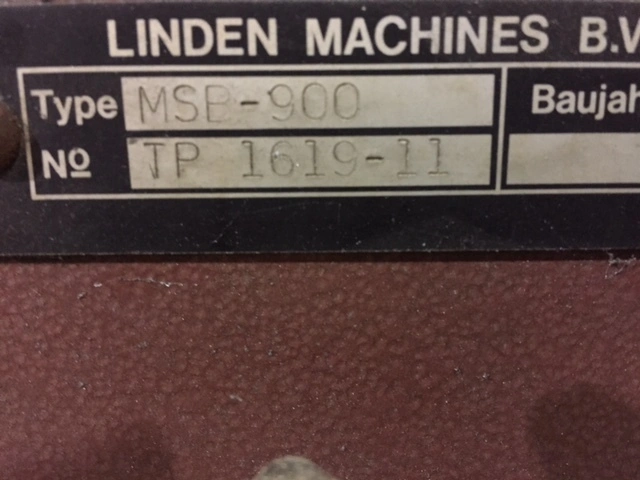 LINDEN MACHINES B.V
Type MSB-900 Baujah
Nº TP 1619-11